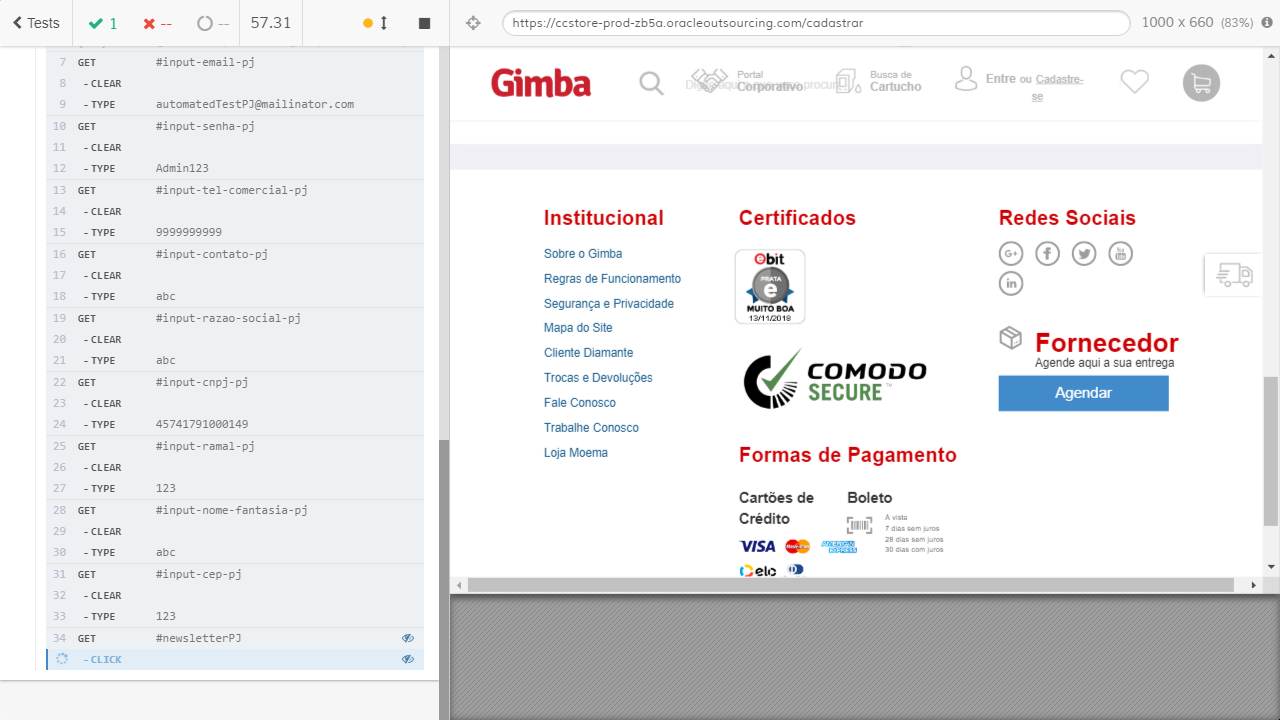 Tests
1
--
--
57.31
https://ccstore-prod-zb5a.oracleoutsourcing.com/cadastrar
1000 x 660 (83%)
7 GET #input-email-pj
8 - CLEAR
9 - TYPE automatedTestPJ@mailinator.com
10 GET #input-senha-pj
11 - CLEAR
12 - TYPE Admin123
13 GET #input-tel-comercial-pj
14 - CLEAR
15 - TYPE 9999999999
16 GET #input-contato-pj
17 - CLEAR
18 - TYPE abc
19 GET #input-razao-social-pj
20 - CLEAR
21 - TYPE abc
22 GET #input-cnpj-pj
23 - CLEAR
24 - TYPE 45741791000149
25 GET #input-ramal-pj
26 - CLEAR
27 - TYPE 123
28 GET #input-nome-fantasia-pj
29 - CLEAR
30 - TYPE abc
31 GET #input-cep-pj
32 - CLEAR
33 - TYPE 123
34 GET #newsletterPJ
- CLICK
Gimba
Portal
Corporativo
Busca de
Cartucho
Entre ou Cadastre-
se
Institucional
Sobre o Gimba
Regras de Funcionamento
Segurança e Privacidade
Mapa do Site
Cliente Diamante
Trocas e Devoluções
Fale Conosco
Trabalhe Conosco
Loja Moema
Certificados
ebit
PRATA
e
MUITO BOA
13/11/2018
COMODO
SECURE™
Formas de Pagamento
Cartões de
Crédito
VISA MasterCard AMERICAN EXPRESS
elo
Boleto
À vista
7 dias sem juros
28 dias sem juros
30 dias com juros
Redes Sociais
G+
f
You
in
Fornecedor
Agende aqui a sua entrega
Agendar